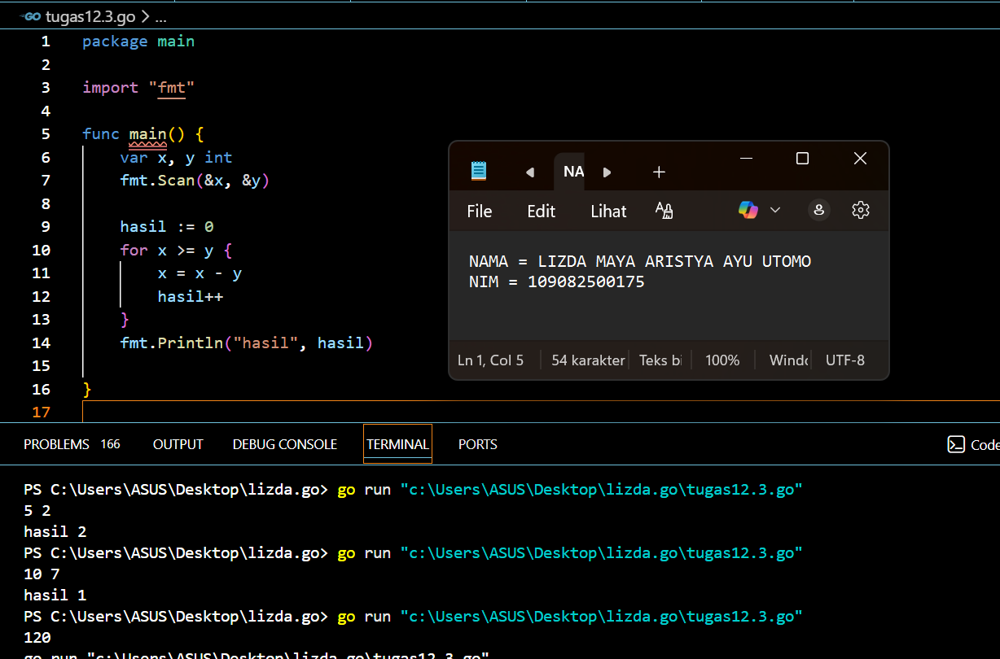 GO tugas12.3.go > ...
1 package main
2
3 import "fmt"
4
5 func main() {
6 var x, y int
7 fmt.Scan(&x, &y)
8
9 hasil := 0
10 for x >= y {
11 x = x - y
12 hasil++
13 }
14 fmt.Println("hasil", hasil)
15
16 }
17
NA
File Edit Lihat
NAMA = LIZDA MAYA ARISTYA AYU UTOMO
NIM = 109082500175
Ln 1, Col 5 54 karakter Teks bi 100% Windo UTF-8
PROBLEMS 166 OUTPUT DEBUG CONSOLE TERMINAL PORTS Code
PS C:\Users\ASUS\Desktop\lizda.go> go run "c:\Users\ASUS\Desktop\lizda.go\tugas12.3.go"
5 2
hasil 2
PS C:\Users\ASUS\Desktop\lizda.go> go run "c:\Users\ASUS\Desktop\lizda.go\tugas12.3.go"
10 7
hasil 1
PS C:\Users\ASUS\Desktop\lizda.go> go run "c:\Users\ASUS\Desktop\lizda.go\tugas12.3.go"
120
go run "c:\Users\ASUS\Desktop\lizda.go\tugas12.3.go"